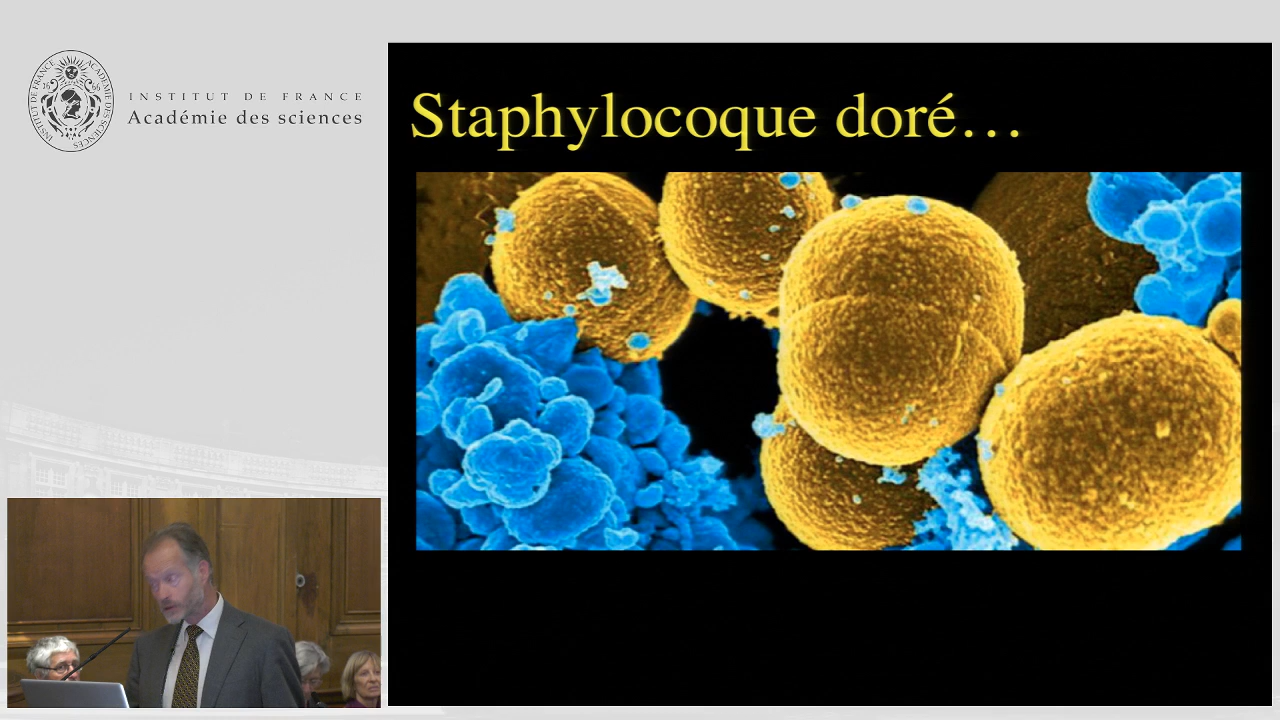 INSTITUT DE FRANCE
Académie des sciences
Staphylocoque doré…